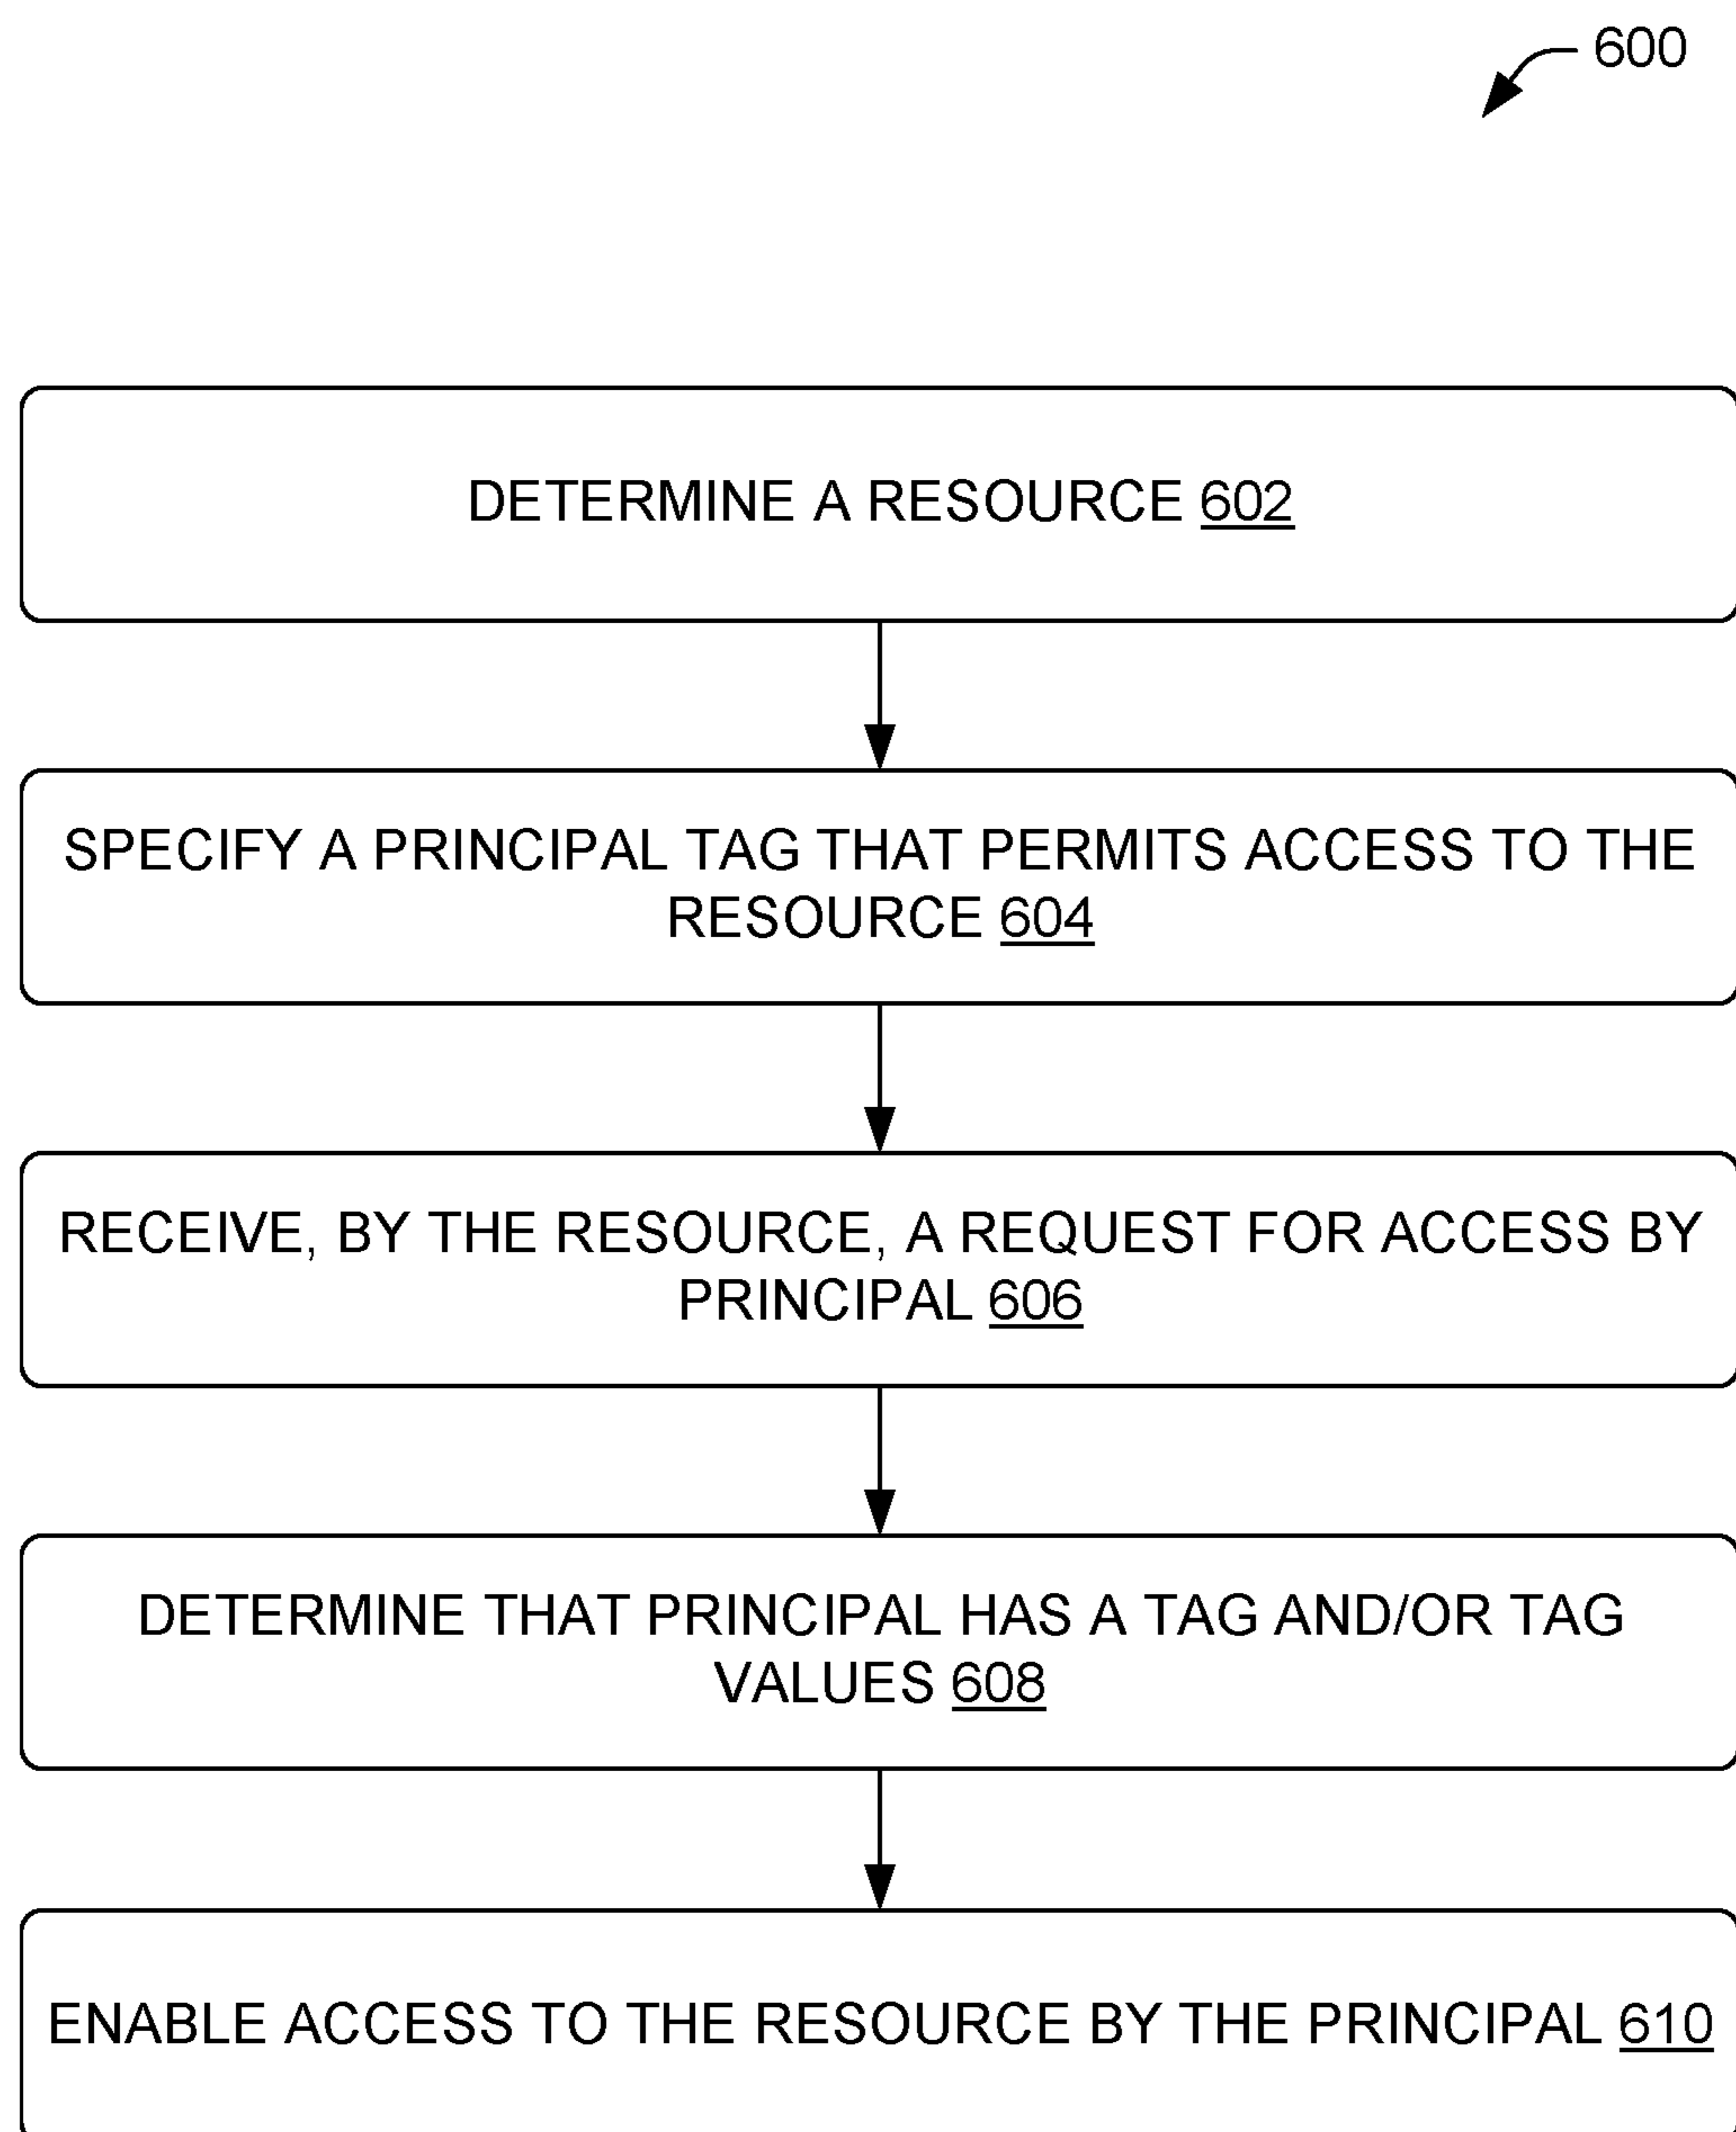 600
DETERMINE A RESOURCE 602
SPECIFY A PRINCIPAL TAG THAT PERMITS ACCESS TO THE
RESOURCE 604
RECEIVE, BY THE RESOURCE, A REQUEST FOR ACCESS BY
PRINCIPAL 606
DETERMINE THAT PRINCIPAL HAS A TAG AND/OR TAG
VALUES 608
ENABLE ACCESS TO THE RESOURCE BY THE PRINCIPAL 610